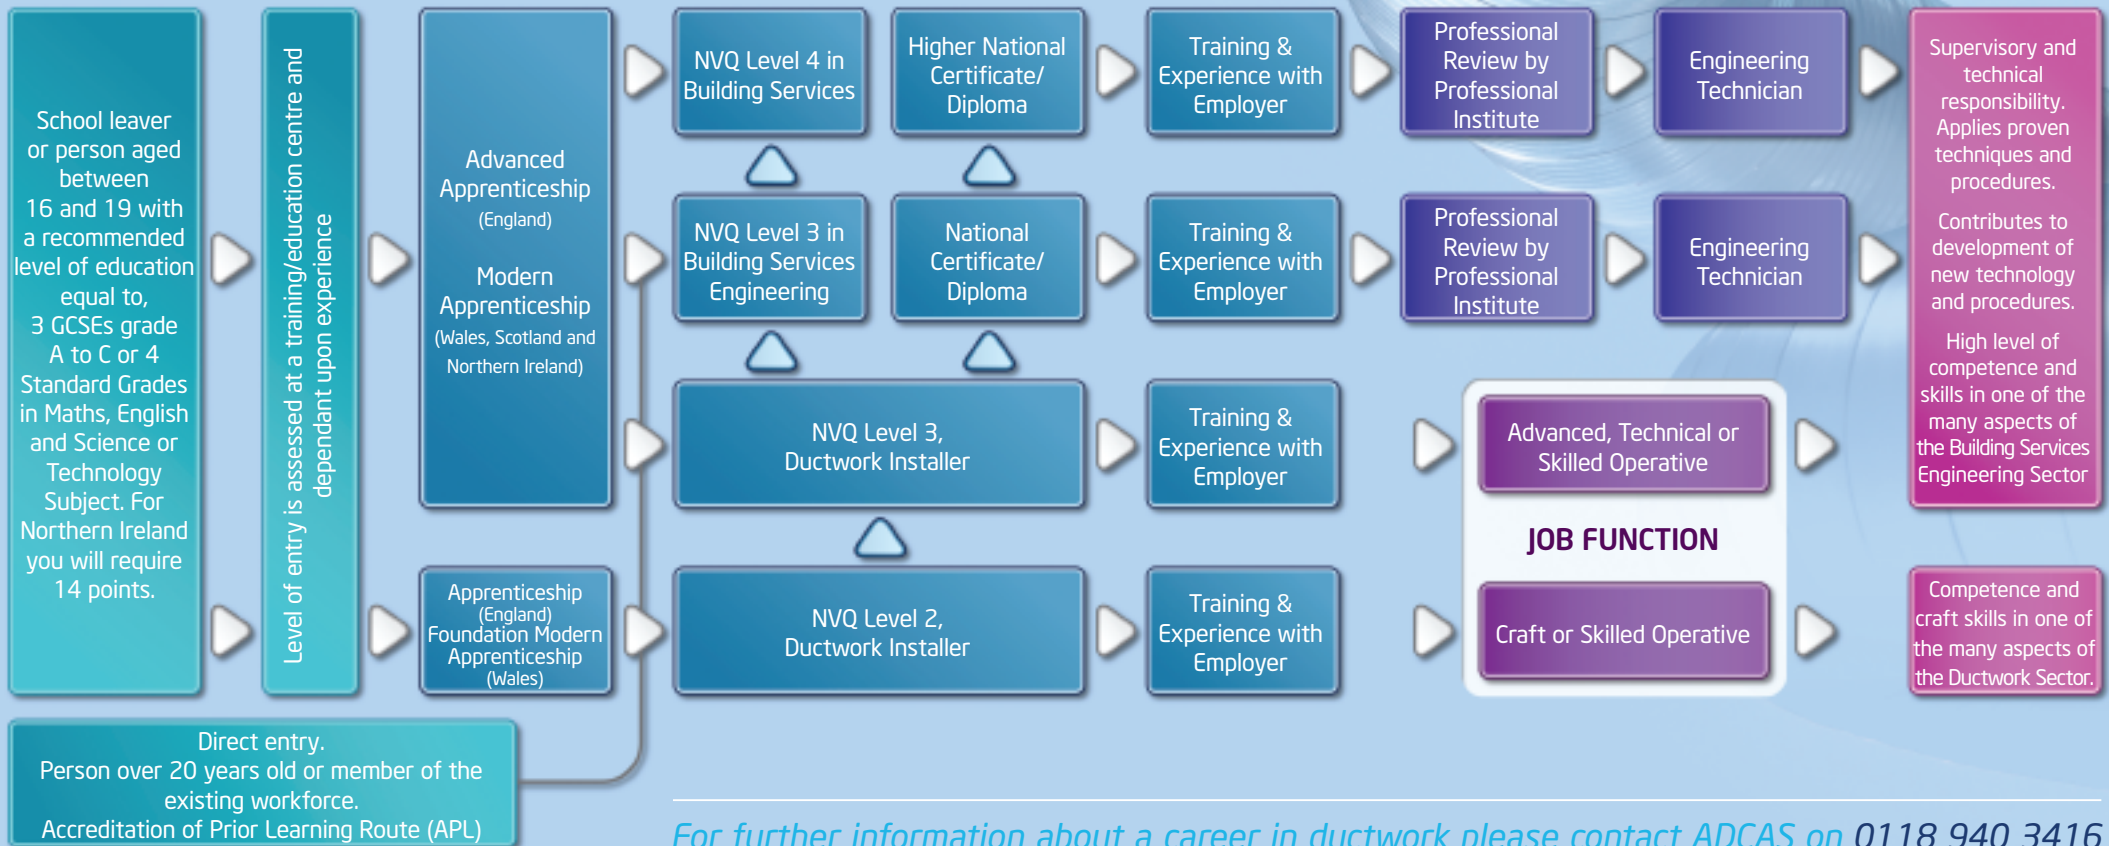 School leaver
or person aged
between
16 and 19 with
a recommended
level of education
equal to,
3 GCSEs grade
A to C or 4
Standard Grades
in Maths, English
and Science or
Technology
Subject. For
Northern Ireland
you will require
14 points.
Level of entry is assessed at a training/education centre and
dependant upon experience
Advanced
Apprenticeship
(England)
Modern
Apprenticeship
(Wales, Scotland and
Northern Ireland)
Apprenticeship
(England)
Foundation Modern
Apprenticeship
(Wales)
NVQ Level 4 in
Building Services
Higher National
Certificate/
Diploma
Training &
Experience with
Employer
Professional
Review by
Professional
Institute
Engineering
Technician
NVQ Level 3 in
Building Services
Engineering
National
Certificate/
Diploma
Training &
Experience with
Employer
Professional
Review by
Professional
Institute
Engineering
Technician
Supervisory and
technical
responsibility.
Applies proven
techniques and
procedures.
Contributes to
development of
new technology
and procedures.
High level of
competence and
skills in one of the
many aspects of
the Building Services
Engineering Sector
NVQ Level 3,
Ductwork Installer
Training &
Experience with
Employer
Advanced, Technical or
Skilled Operative
JOB FUNCTION
NVQ Level 2,
Ductwork Installer
Training &
Experience with
Employer
Craft or Skilled Operative
Competence and
craft skills in one of
the many aspects of
the Ductwork Sector.
Direct entry.
Person over 20 years old or member of the
existing workforce.
Accreditation of Prior Learning Route (APL)
For further information about a career in ductwork please contact ADCAS on 0118 940 3416